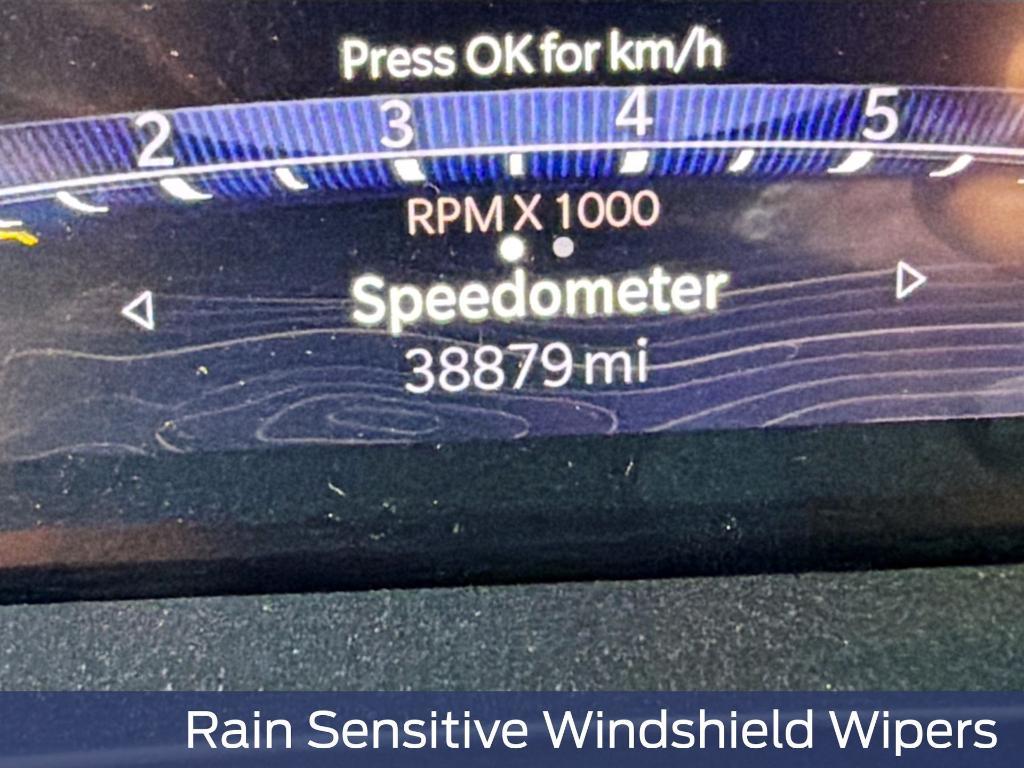 Press OK for km/h
2 3 4 5
RPM X 1000
Speedometer
38879 mi
Rain Sensitive Windshield Wipers